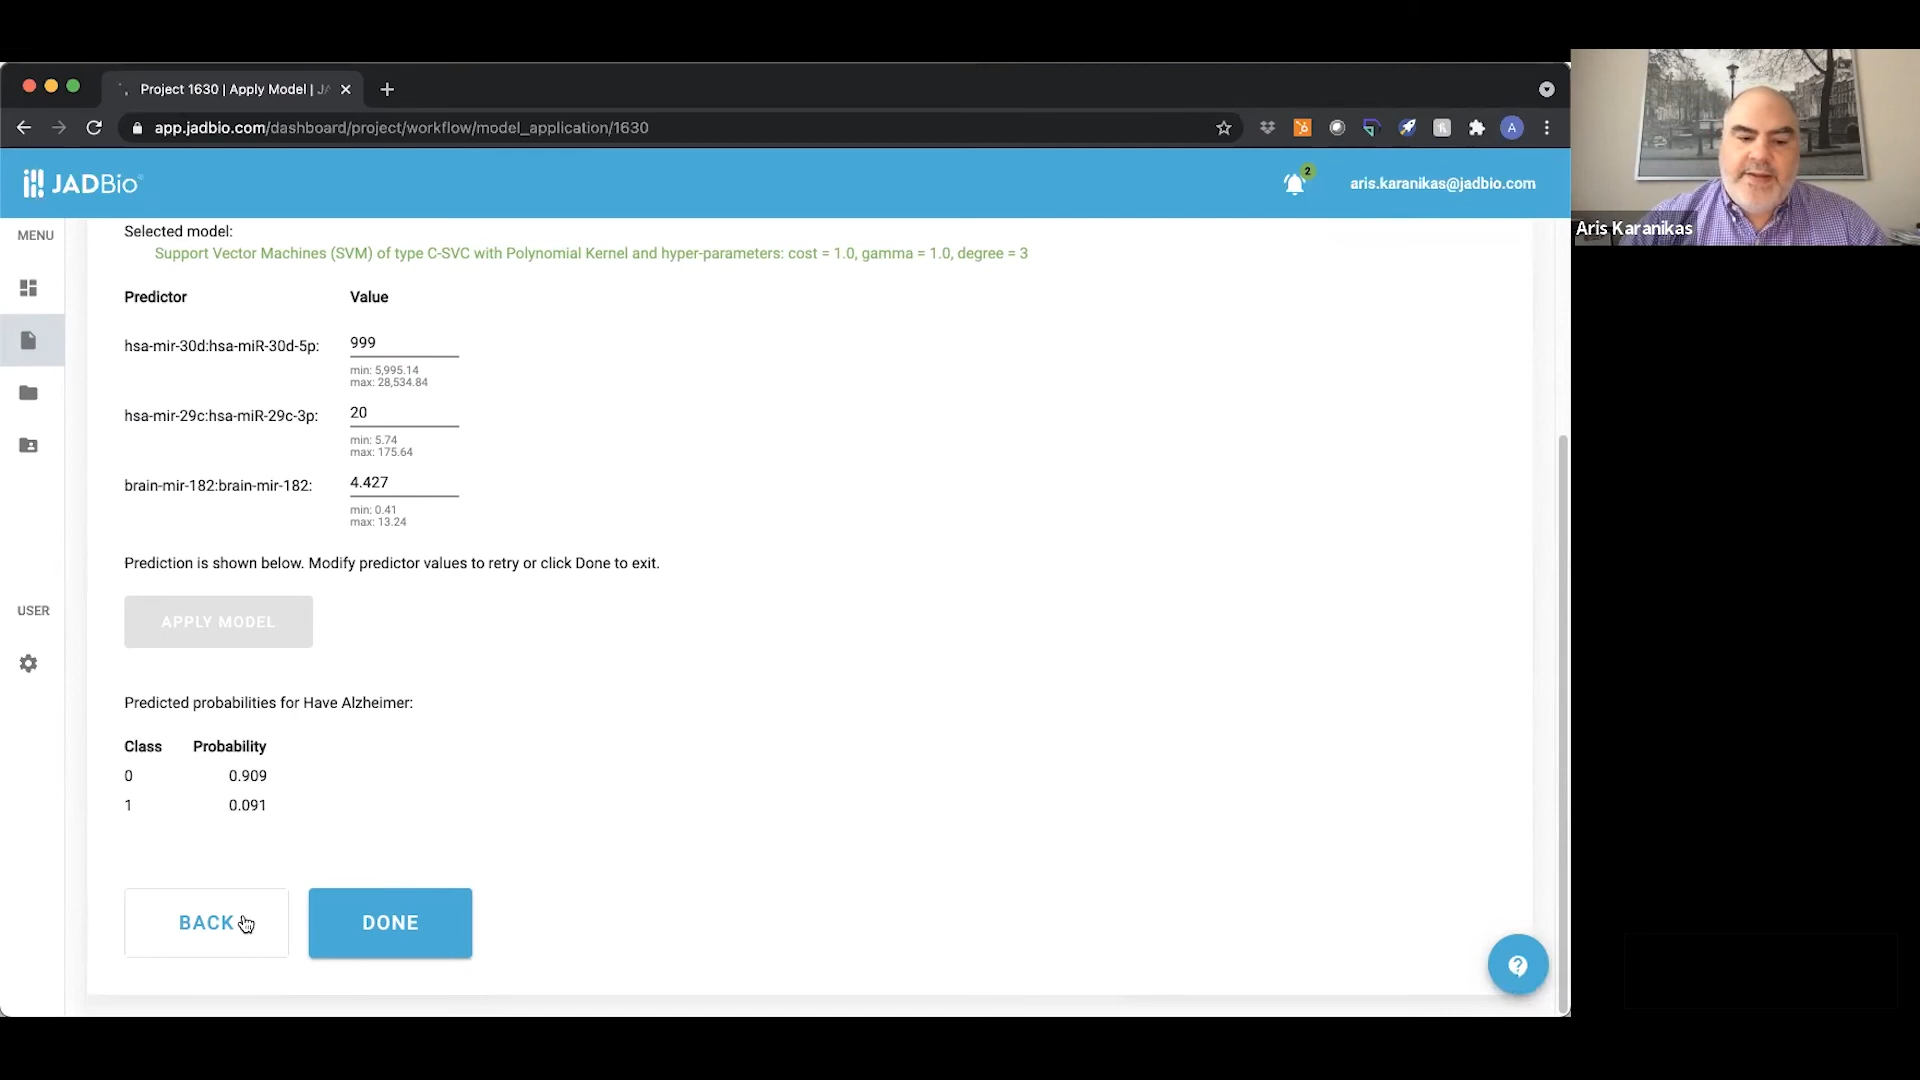 Project 1630 | Apply Model | JA
app.jadbio.com/dashboard/project/workflow/model_application/1630
JADBio
2
aris.karanikas@jadbio.com
Aris Karanikas
MENU
USER
Selected model:
Support Vector Machines (SVM) of type C-SVC with Polynomial Kernel and hyper-parameters: cost = 1.0, gamma = 1.0, degree = 3
Predictor Value
hsa-mir-30d:hsa-miR-30d-5p: 999
min: 5,995.14
max: 28,534.84
hsa-mir-29c:hsa-miR-29c-3p: 20
min: 5.74
max: 175.64
brain-mir-182:brain-mir-182: 4.427
min: 0.41
max: 13.24
Prediction is shown below. Modify predictor values to retry or click Done to exit.
APPLY MODEL
Predicted probabilities for Have Alzheimer:
Class Probability
0 0.909
1 0.091
BACK DONE